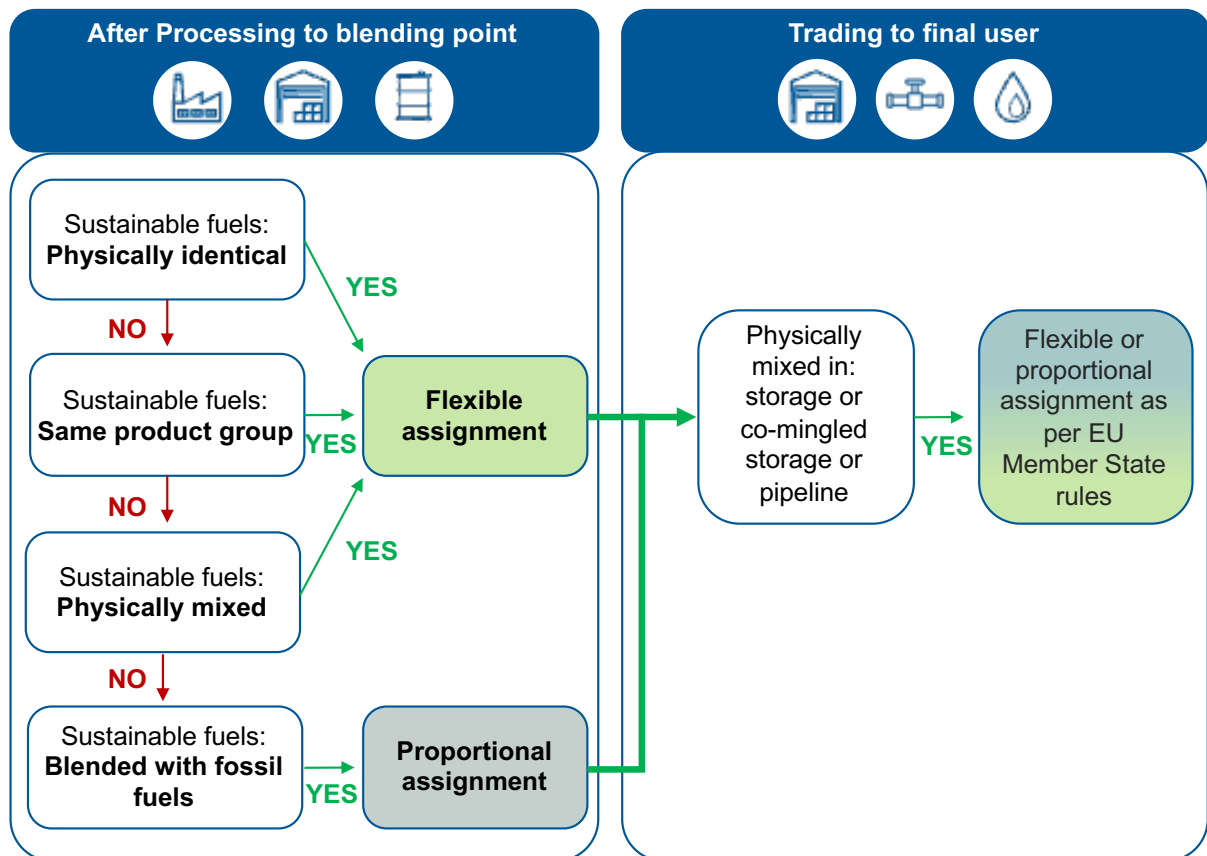 After Processing to blending point
Trading to final user
Sustainable fuels:
Physically identical
YES
NO
Sustainable fuels:
Same product group
YES
Flexible
assignment
NO
YES
Sustainable fuels:
Physically mixed
NO
Sustainable fuels:
Blended with fossil
fuels
YES
Proportional
assignment
Physically
mixed in:
storage or
co-mingled
storage or
pipeline
YES
Flexible or
proportional
assignment as
per EU
Member State
rules